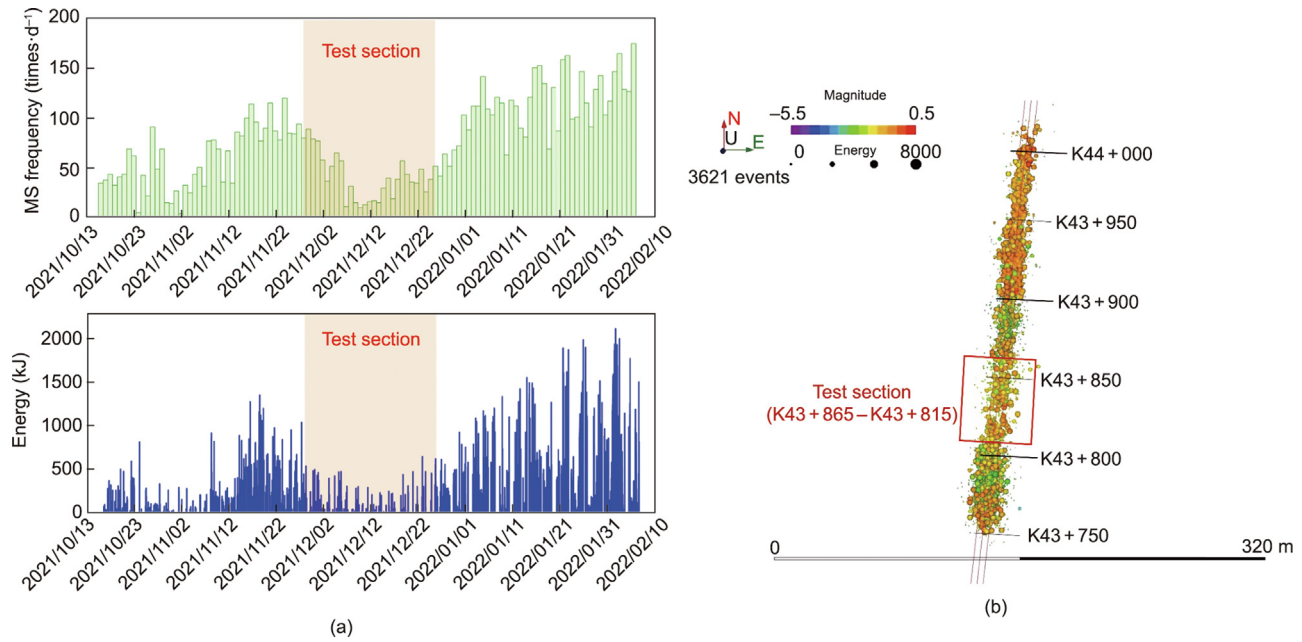 200
150
100
50
0
MS frequency (times·d⁻¹)
Test section
2021/10/13
2021/10/23
2021/11/02
2021/11/12
2021/11/22
2021/12/02
2021/12/12
2021/12/22
2022/01/01
2022/01/11
2022/01/21
2022/01/31
2022/02/10
2000
1500
1000
500
0
Energy (kJ)
Test section
2021/10/13
2021/10/23
2021/11/02
2021/11/12
2021/11/22
2021/12/02
2021/12/12
2021/12/22
2022/01/01
2022/01/11
2022/01/21
2022/01/31
2022/02/10
(a)
Magnitude
–5.5 0.5
N
U
E
0 Energy 8000
3621 events
K44+000
K43+950
K43+900
K43+850
Test section
(K43+865–K43+815)
K43+800
K43+750
0 320 m
(b)